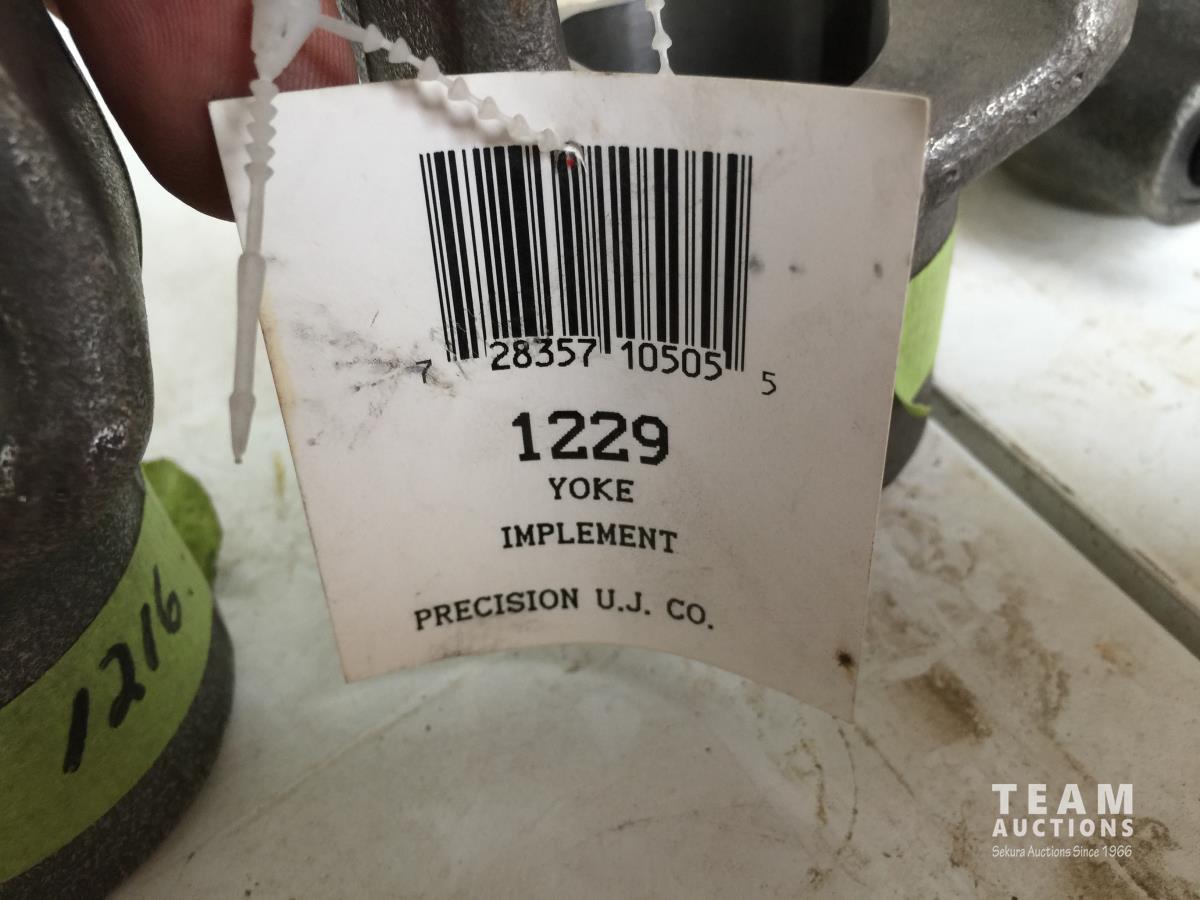 7 28357 10505 5
1229
YOKE
IMPLEMENT
PRECISION U.J. CO.
1216.
TEAM
AUCTIONS
Sekura Auctions Since 1966